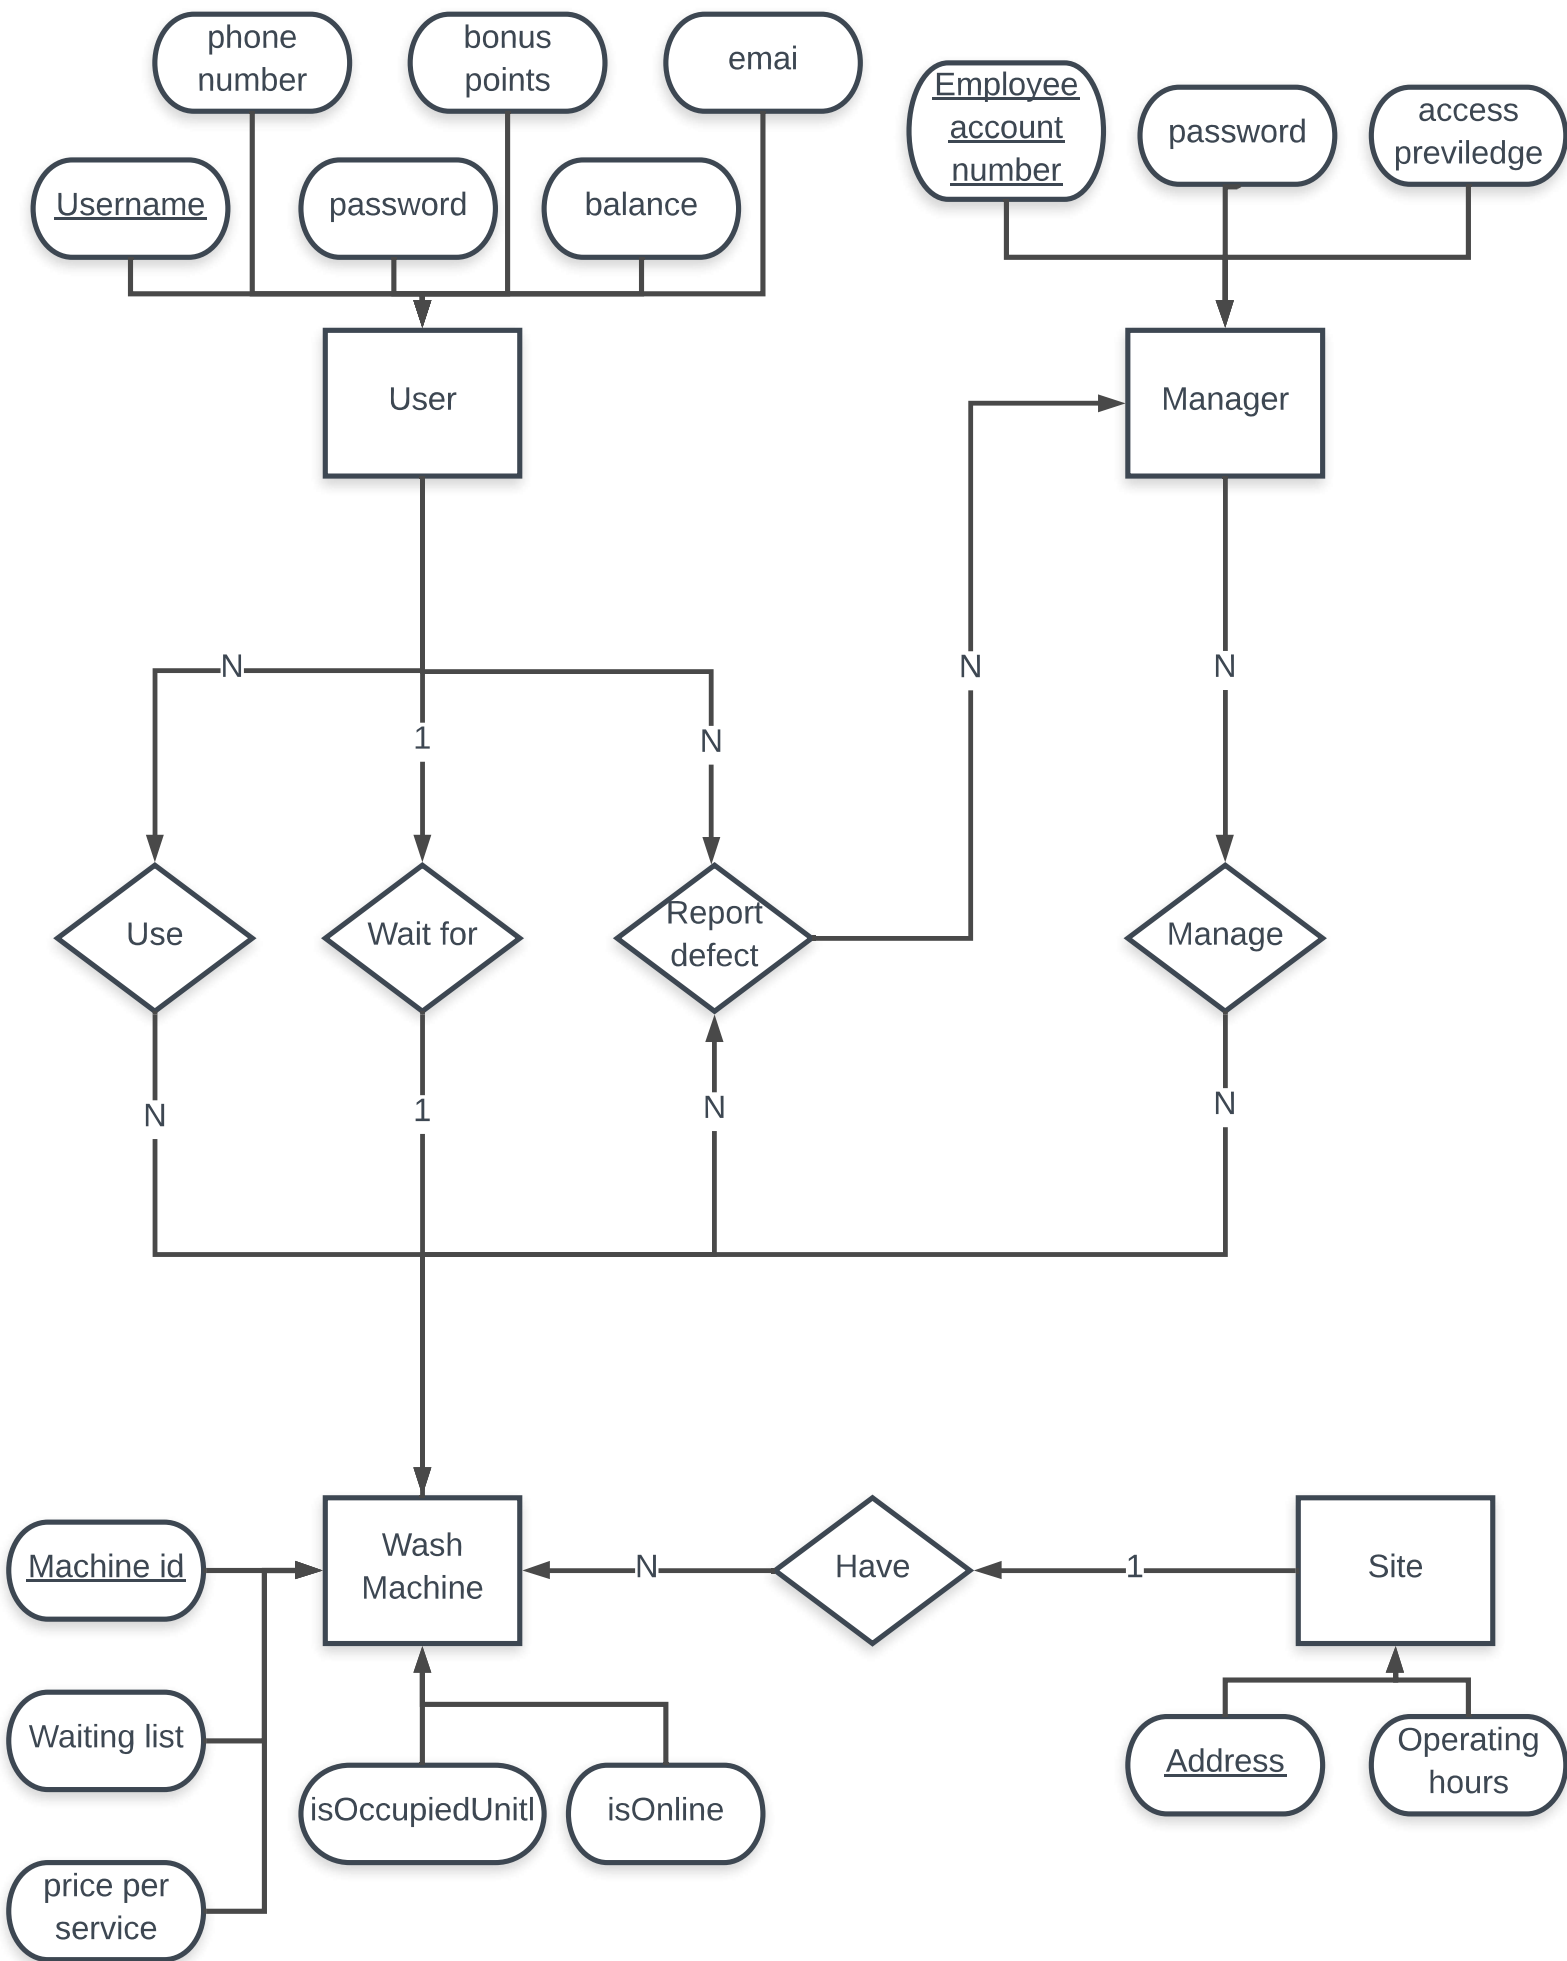 phone
number
bonus
points
emai
Employee
account
number
password
access
previledge
Username
password
balance
User
Manager
N
N
N
1
N
Use
Wait for
Report
defect
Manage
N
1
N
N
Machine id
Wash
Machine
N
Have
1
Site
Waiting list
isOccupiedUnitl
isOnline
Address
Operating
hours
price per
service